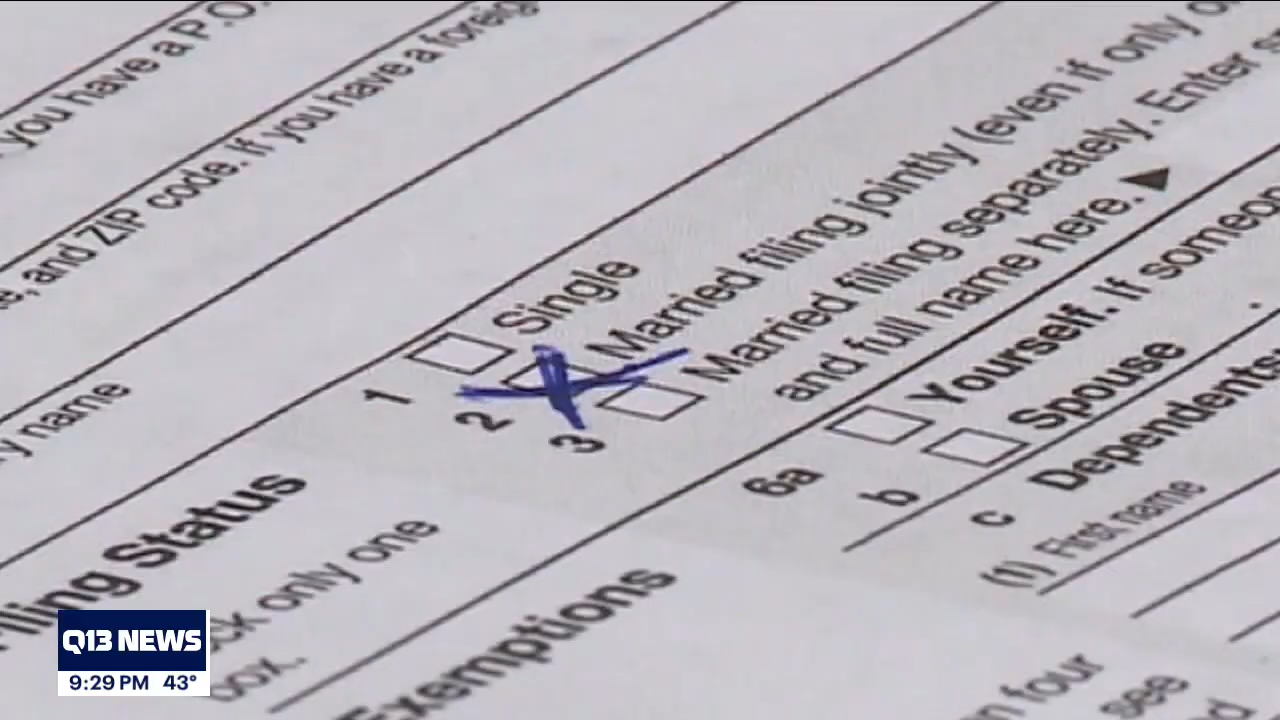 you have a P.O.
, and ZIP code. If you have a foreig
y name
Filing Status
ck only one
box.
1 Single
2 Married filing jointly (even if only o
3 Married filing separately. Enter s
and full name here. ▶
Exemptions
6a Yourself. If someon
b Spouse .
c Dependents
(1) First name
n four
see
Q13 NEWS
9:29 PM 43°